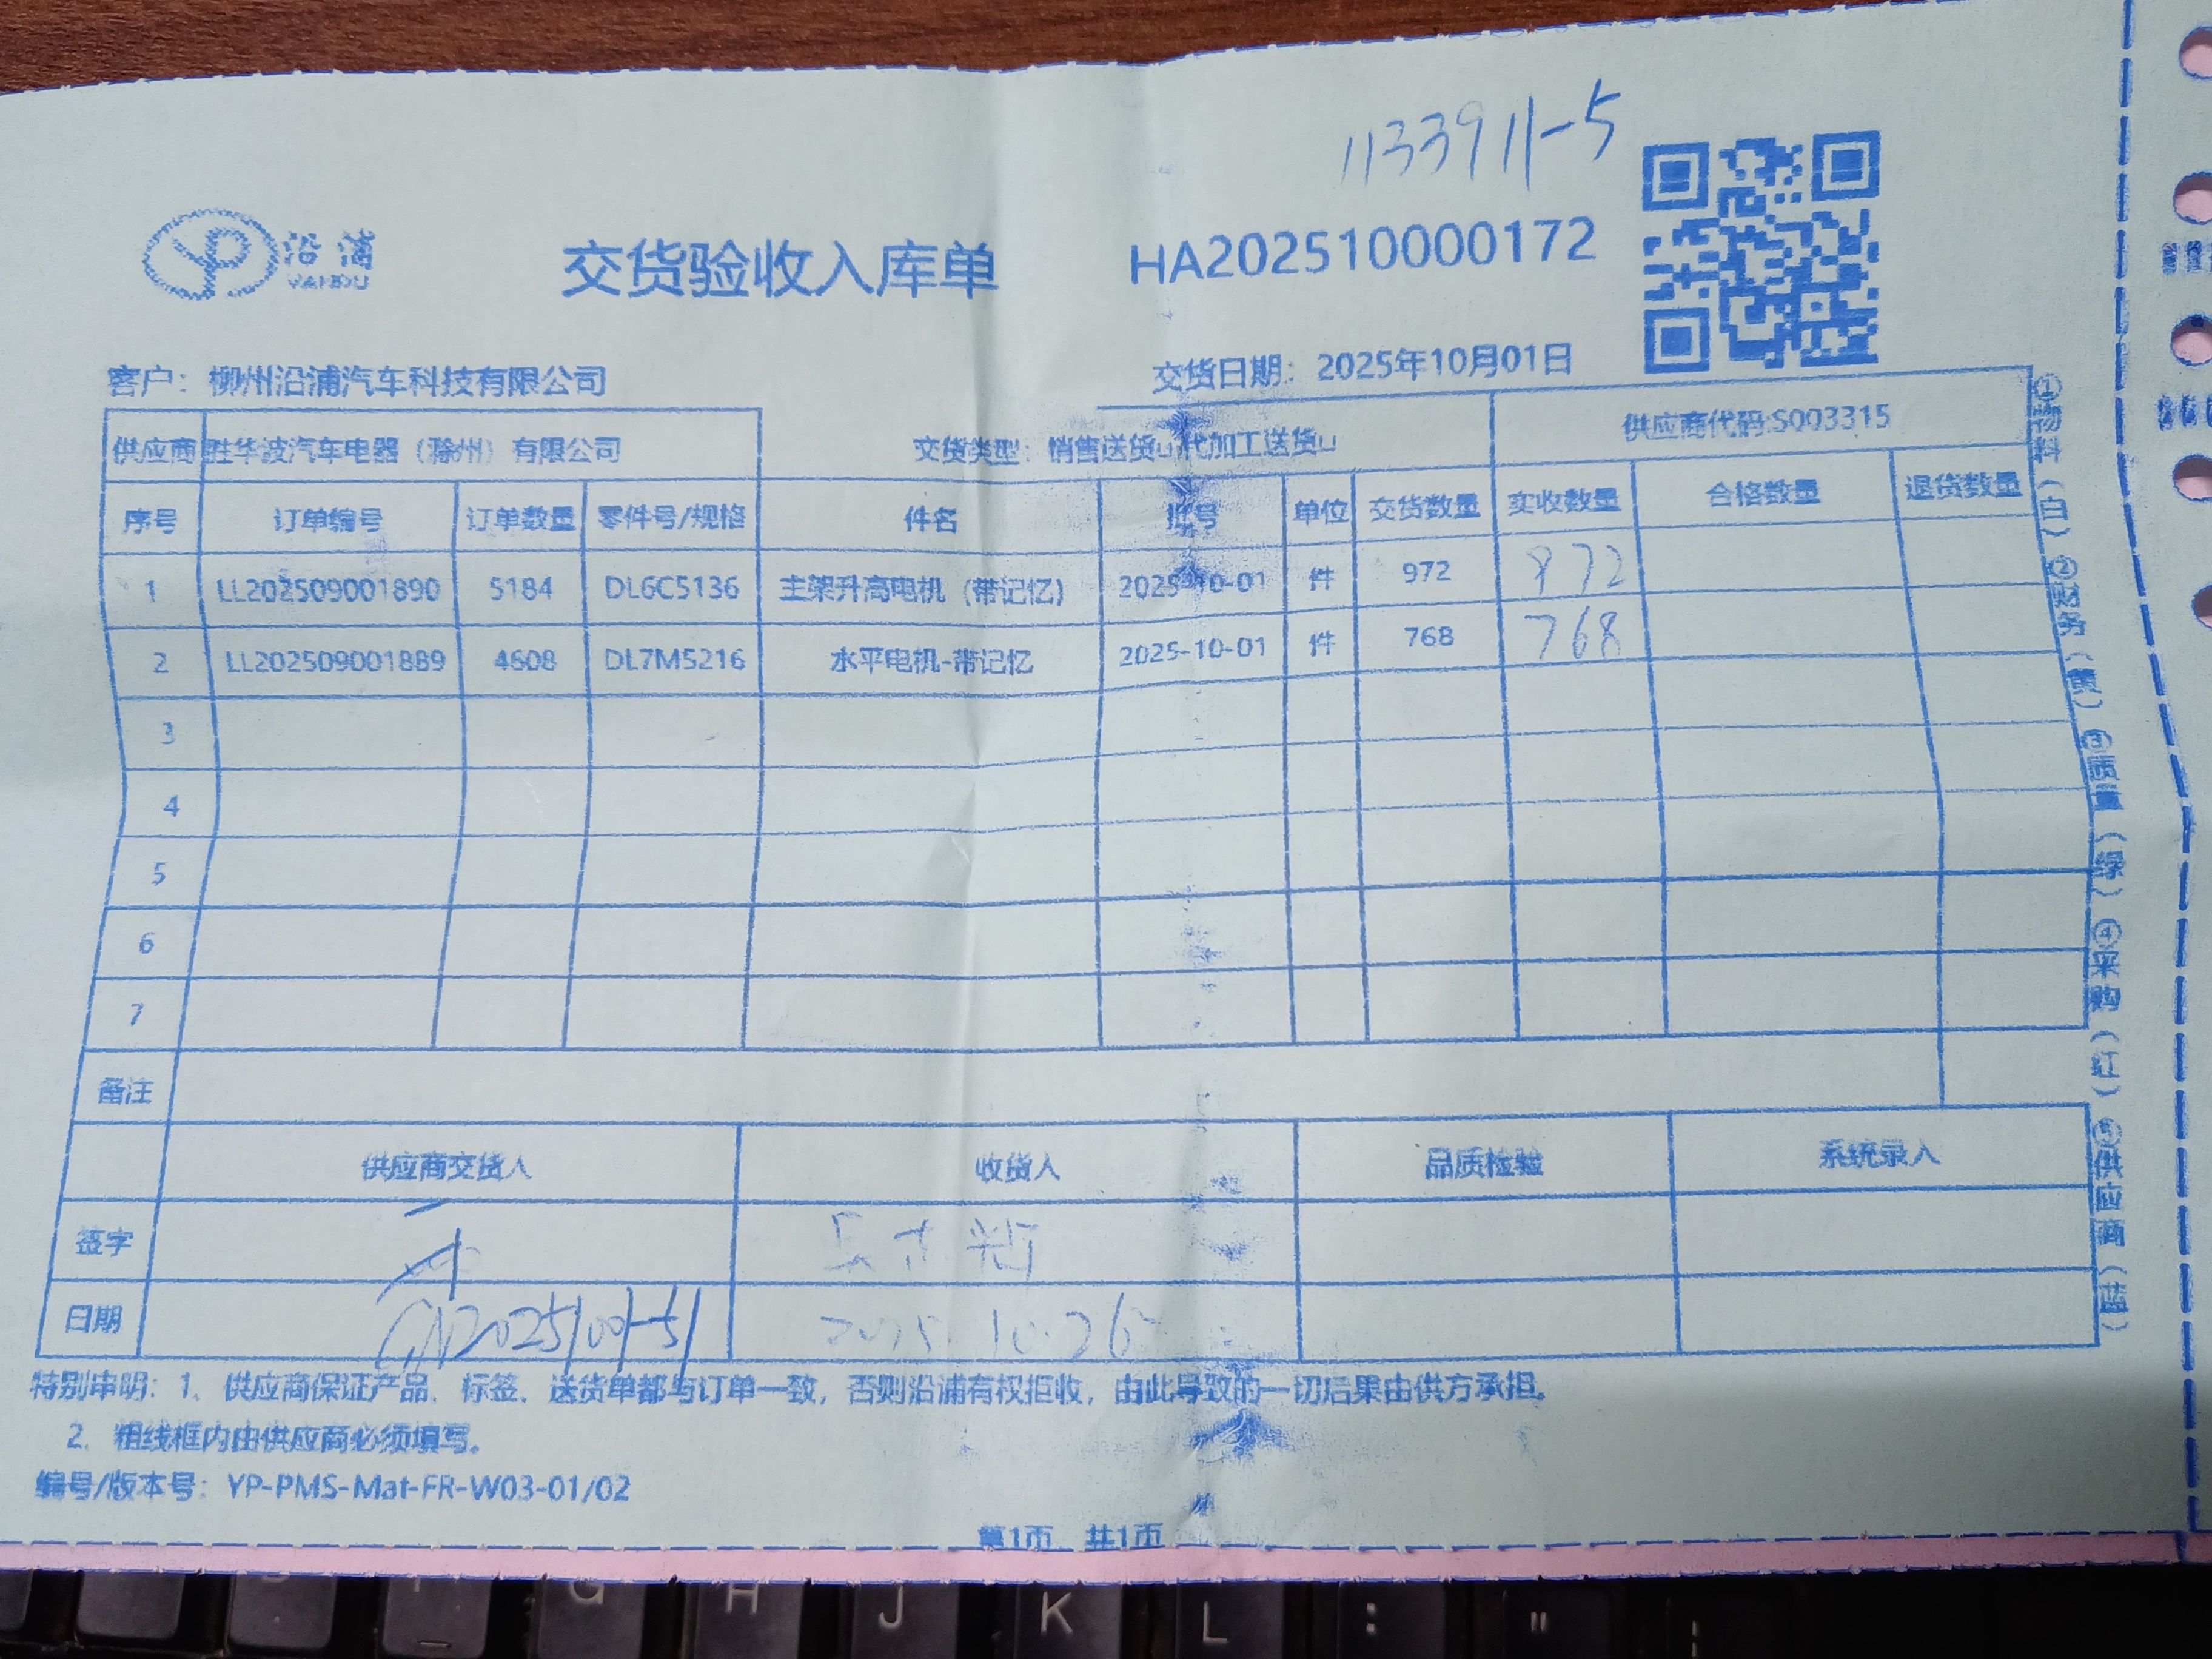 1133911-5
沿浦
YANPU
交货验收入库单 HA202510000172
客户：柳州沿浦汽车科技有限公司 交货日期：2025年10月01日
供应商 胜华波汽车电器（滁州）有限公司 交货类型：销售送货□代加工送货□ 供应商代码:S003315
序号 订单编号 订单数量 零件号/规格 件名 批号 单位 交货数量 实收数量 合格数量 退货数量
1 LL202509001890 5184 DL6C5136 主架升高电机（带记忆） 2025-10-01 件 972 972
2 LL202509001889 4608 DL7M5216 水平电机-带记忆 2025-10-01 件 768 768
3
4
5
6
7
备注
供应商交货人 收货人 品质检验 系统录入
签字
日期 GN20251001-51 2025.10.26
特别申明：1、供应商保证产品、标签、送货单都与订单一致，否则沿浦有权拒收，由此导致的一切后果由供方承担。
2、粗线框内由供应商必须填写。
编号/版本号：YP-PMS-Mat-FR-W03-01/02
第1页 共1页
①物料（白）②财务（黄）③质量（绿）④采购（红）⑤供应商（蓝）
G H J K L : "